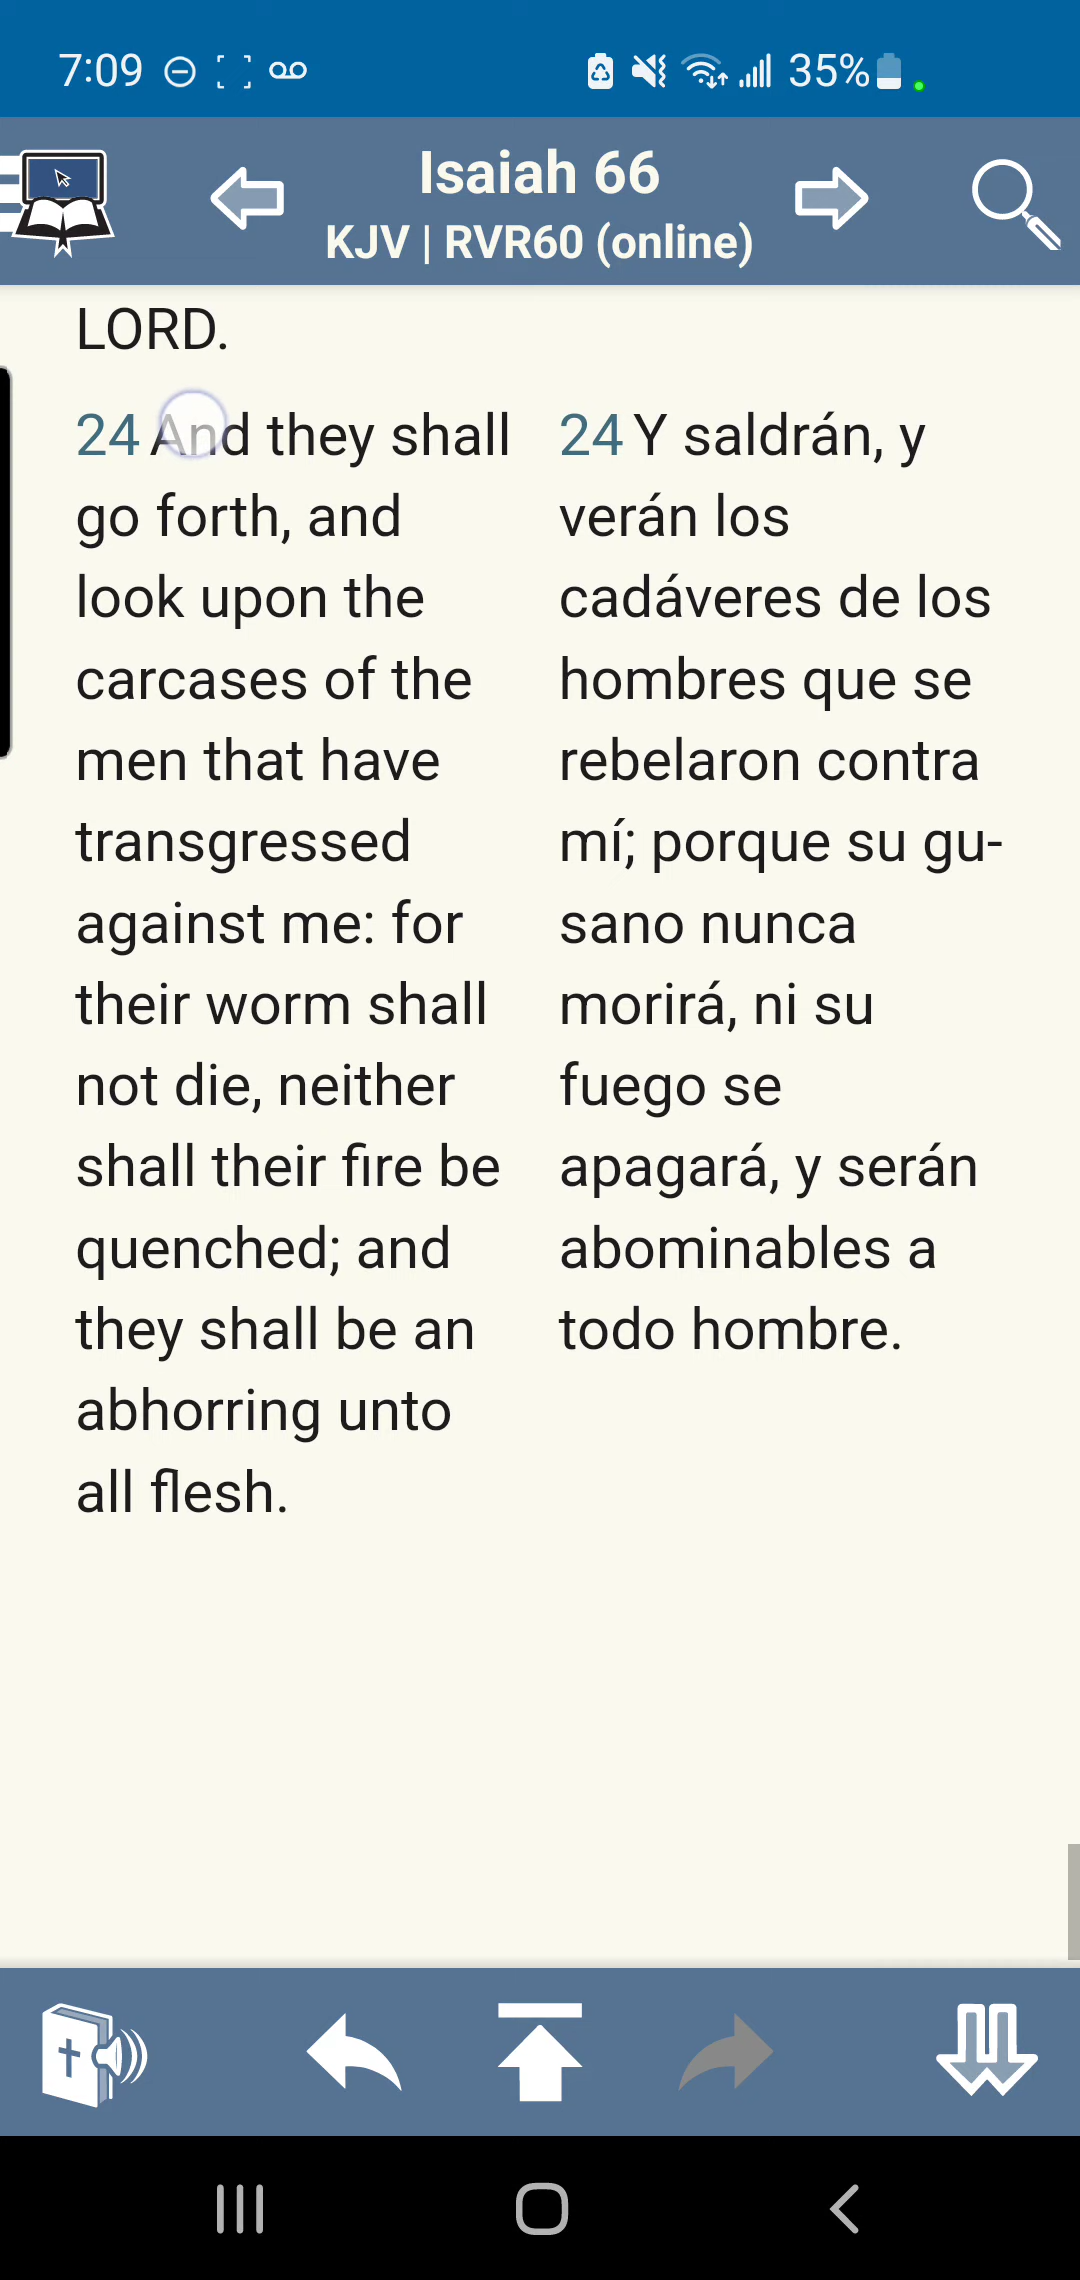 7:09
35%
Isaiah 66
KJV | RVR60 (online)
LORD.
24 And they shall
go forth, and
look upon the
carcases of the
men that have
transgressed
against me: for
their worm shall
not die, neither
shall their fire be
quenched; and
they shall be an
abhorring unto
all flesh.
24 Y saldrán, y
verán los
cadáveres de los
hombres que se
rebelaron contra
mí; porque su gu-
sano nunca
morirá, ni su
fuego se
apagará, y serán
abominables a
todo hombre.